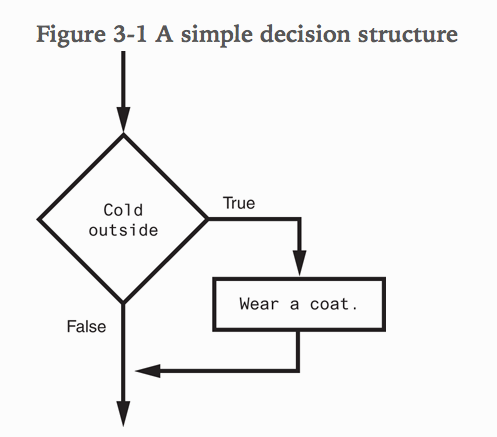 Figure 3-1 A simple decision structure
Cold
outside
True
Wear a coat.
False